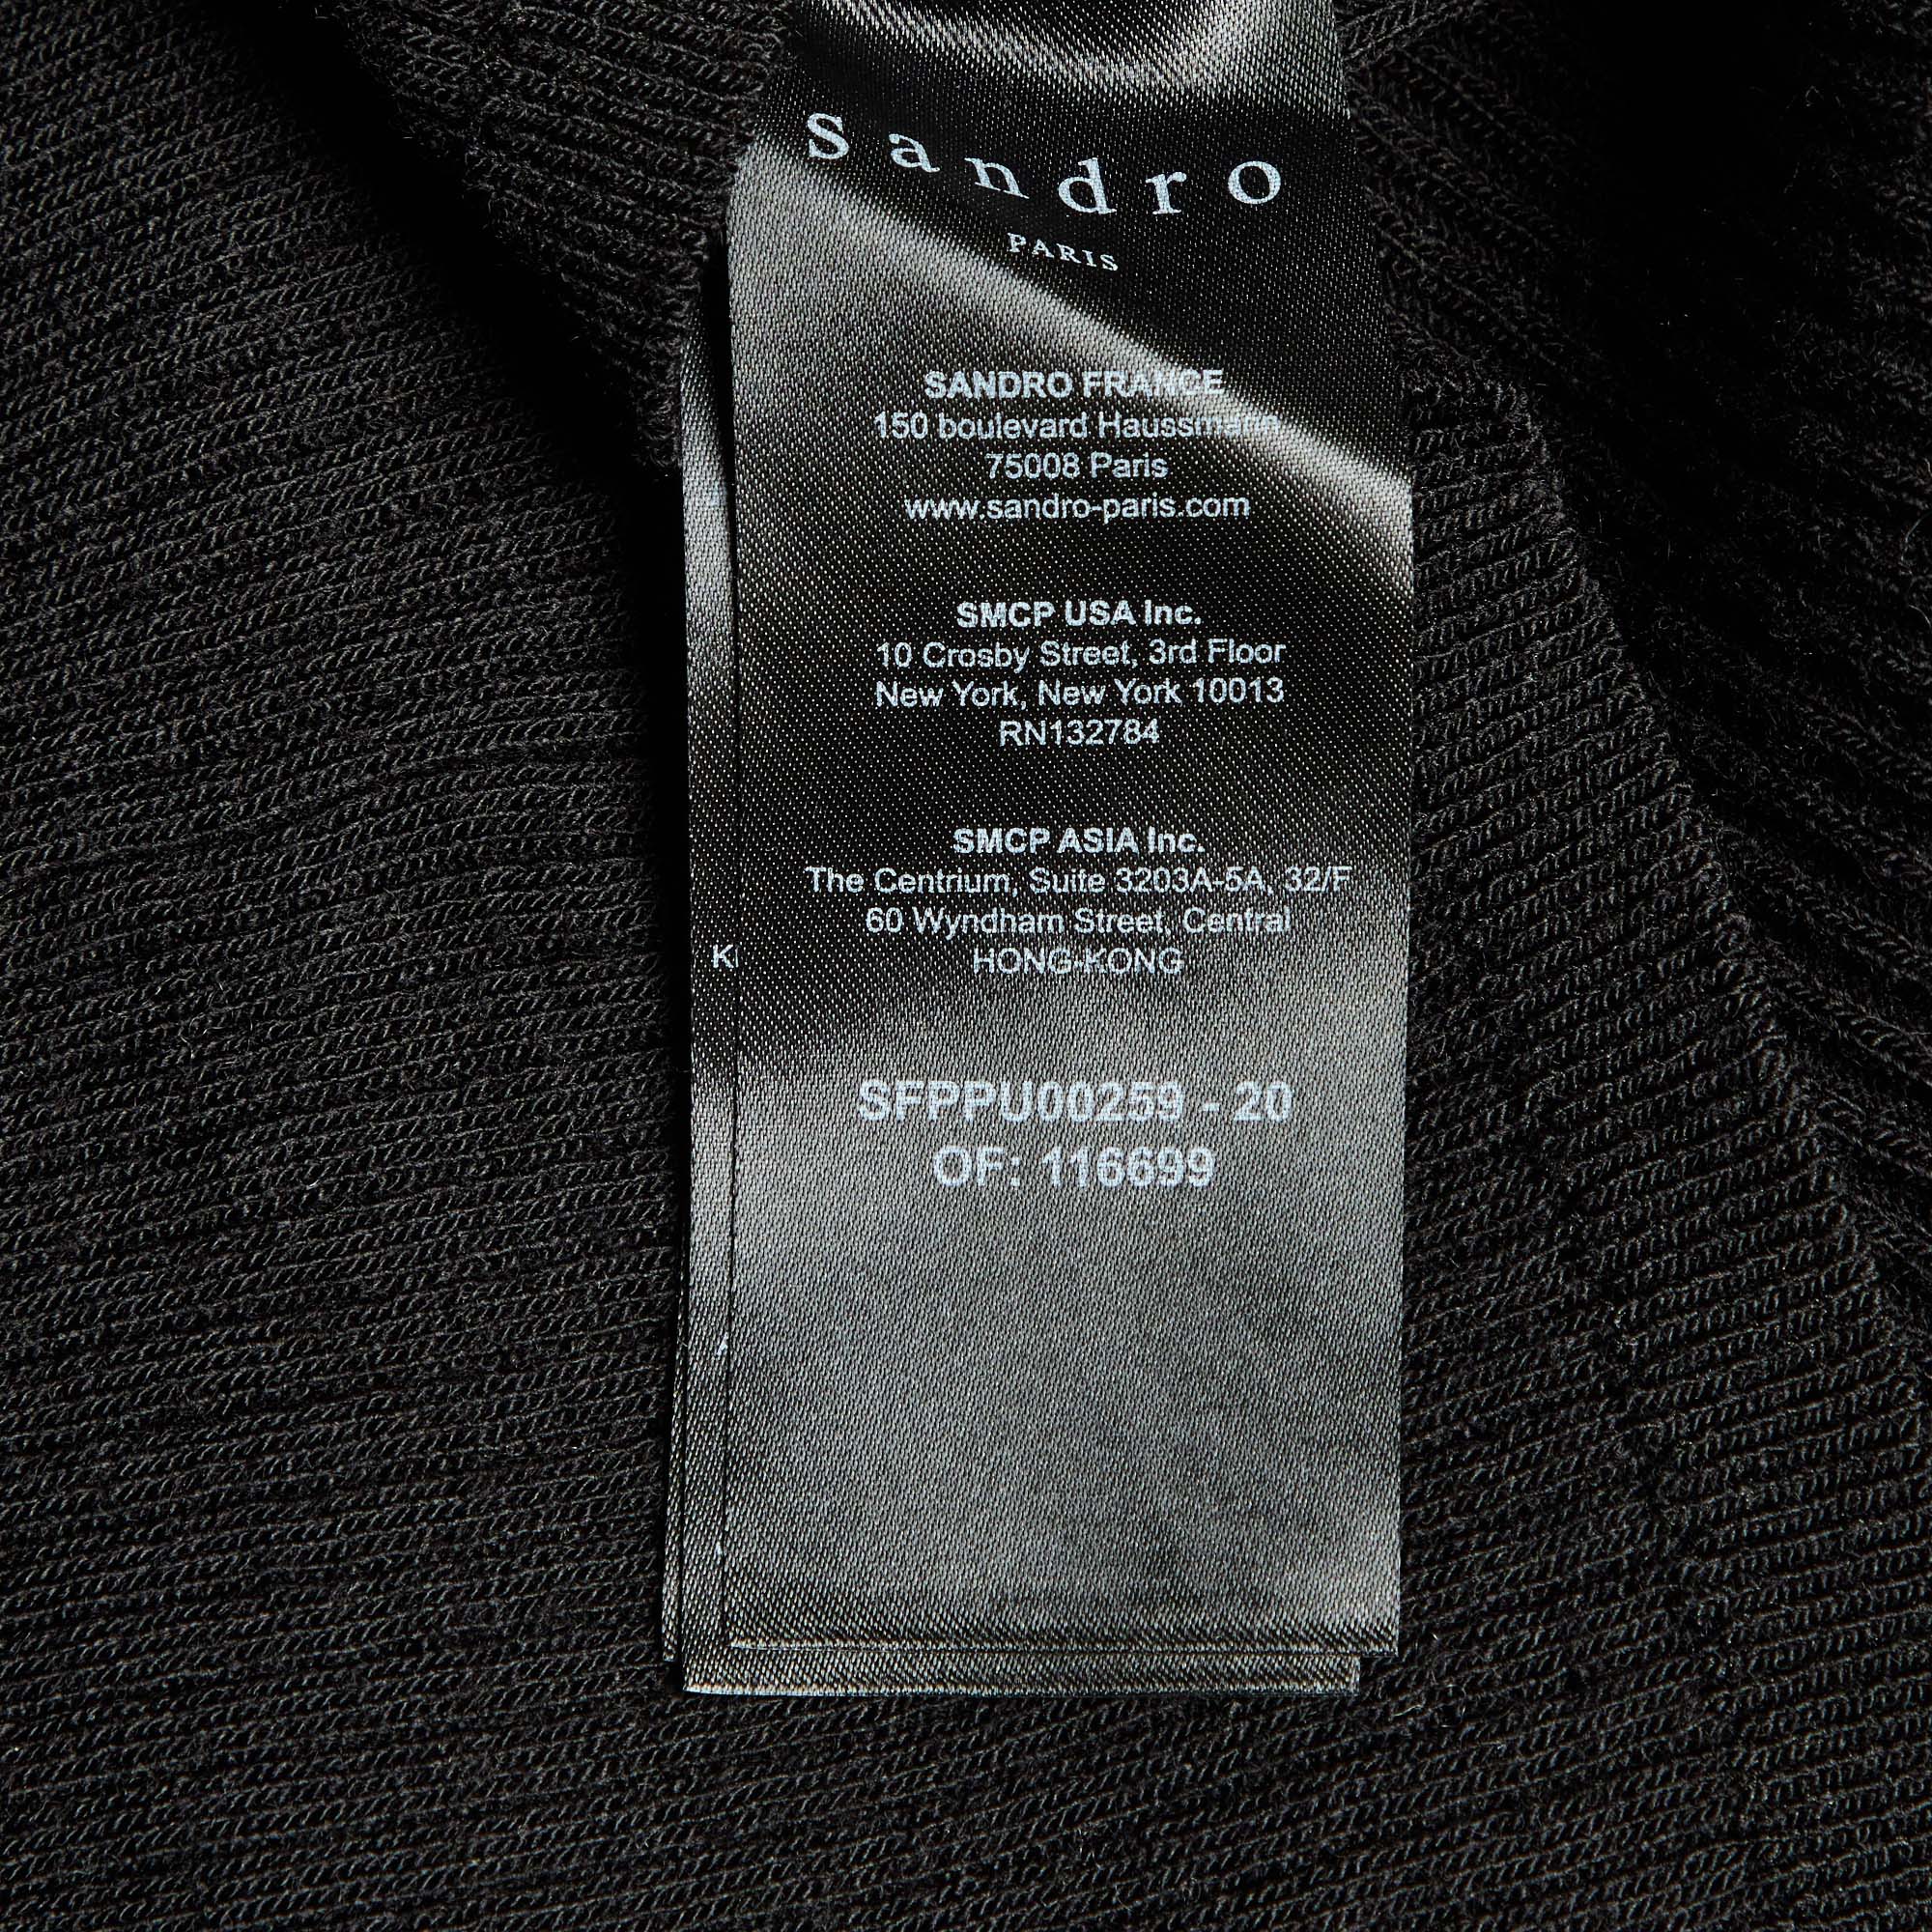 sandro
PARIS
SANDRO FRANCE
150 boulevard Haussmann
75008 Paris
www.sandro-paris.com
SMCP USA Inc.
10 Crosby Street, 3rd Floor
New York, New York 10013
RN132784
SMCP ASIA Inc.
The Centrium, Suite 3203A-5A, 32/F
60 Wyndham Street, Central
HONG-KONG
K
SFPPU00259 - 20
OF: 116699